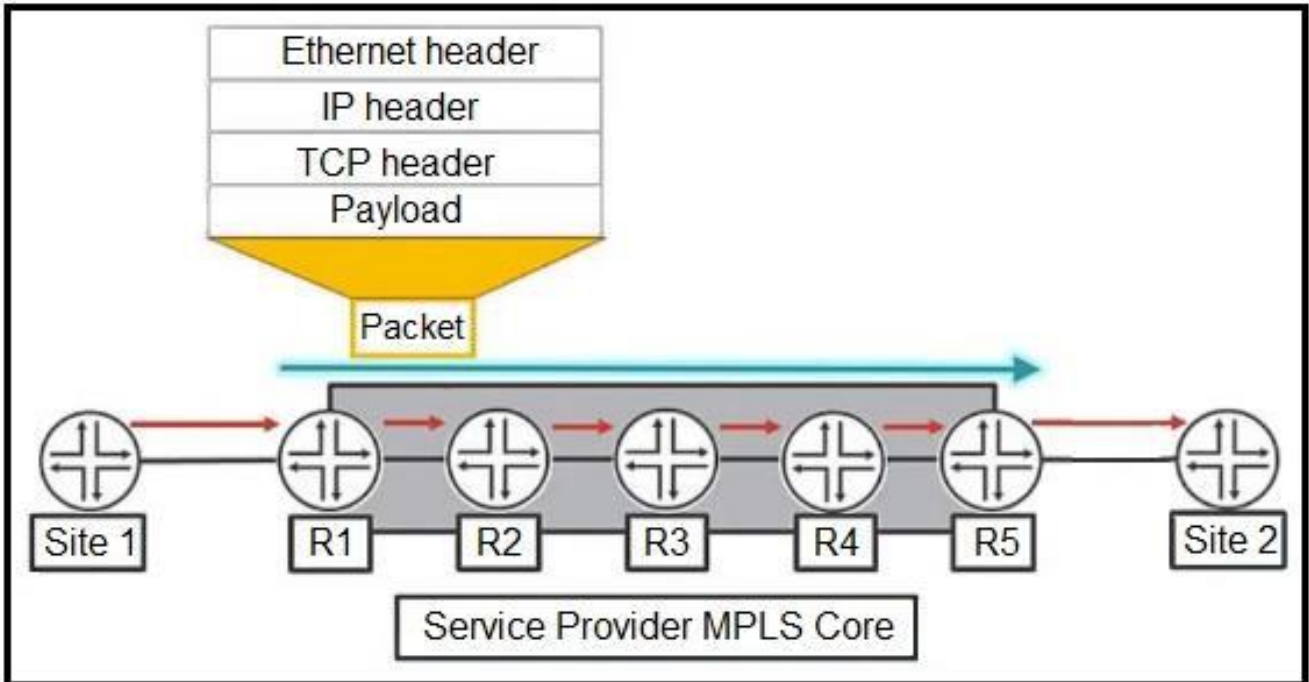 Ethernet header
IP header
TCP header
Payload
Packet
Site 1
R1
R2
R3
R4
R5
Site 2
Service Provider MPLS Core